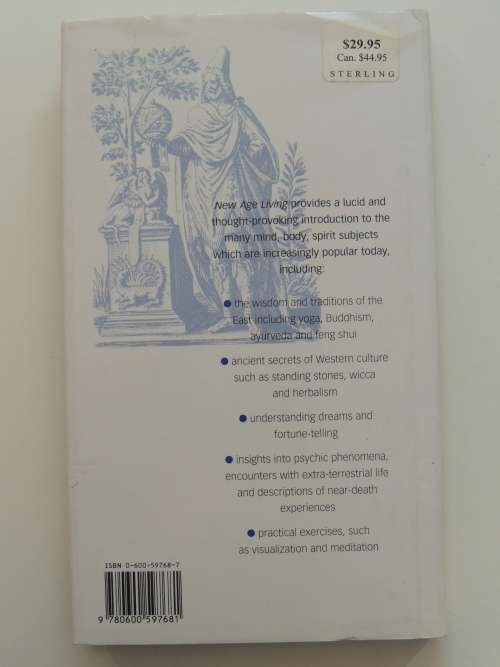 $29.95
Can. $44.95
STERLING
New Age Living provides a lucid and
thought-provoking introduction to the
many mind, body, spirit subjects
which are increasingly popular today,
including:
● the wisdom and traditions of the
East including yoga, Buddhism,
ayurveda and feng shui
● ancient secrets of Western culture
such as standing stones, wicca
and herbalism
● understanding dreams and
fortune-telling
● insights into psychic phenomena,
encounters with extra-terrestrial life
and descriptions of near-death
experiences
● practical exercises, such
as visualization and meditation
ISBN 0-600-59768-7
9 780600 597681